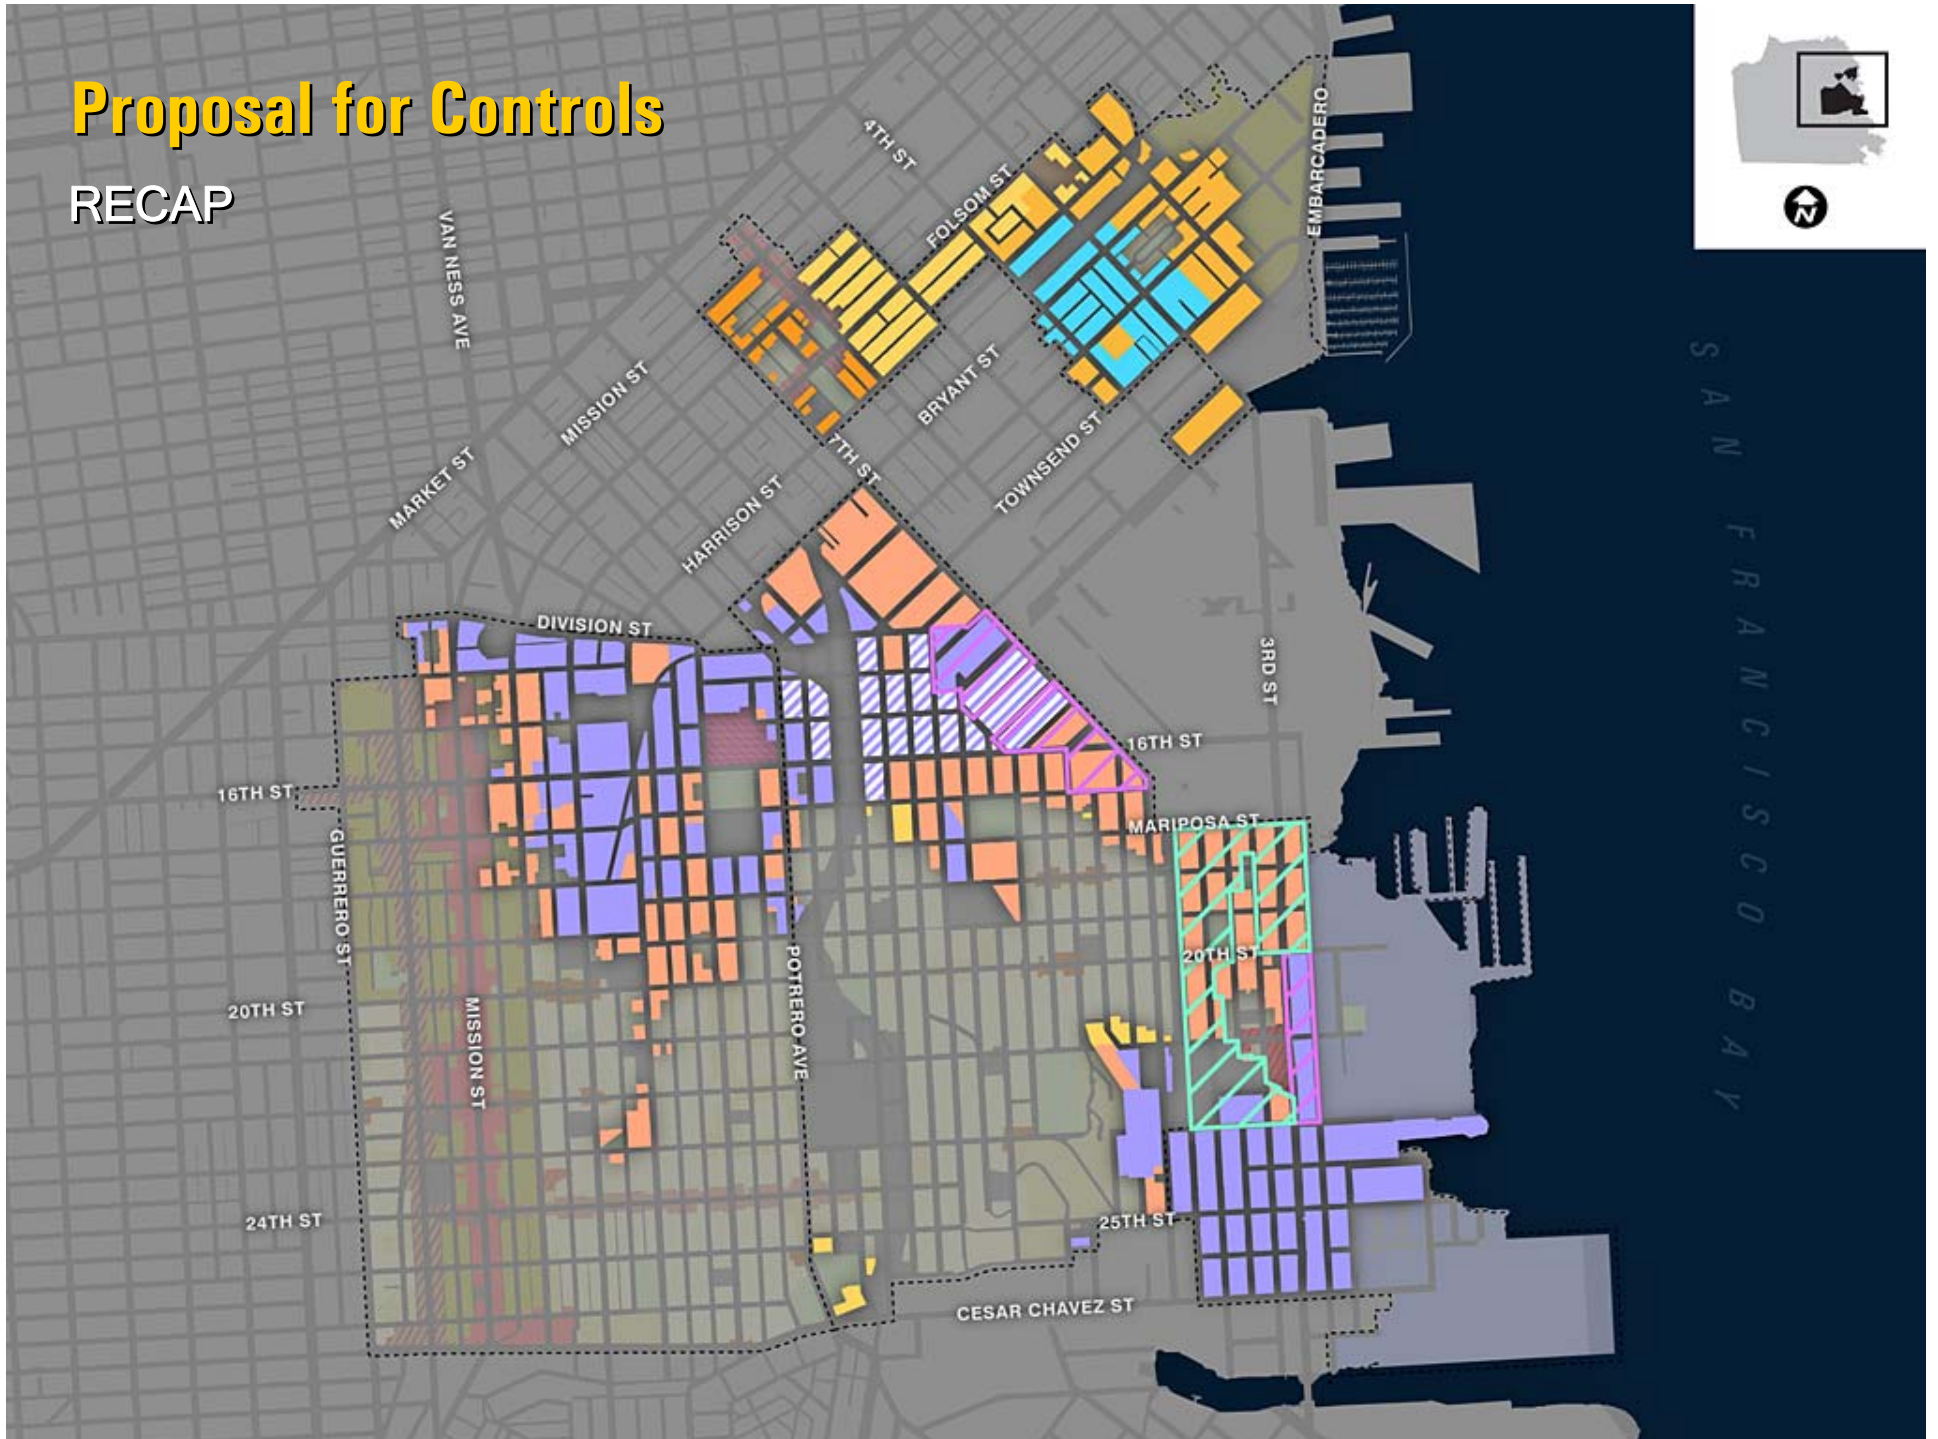 Proposal for Controls
RECAP
N
4TH ST
EMBARCADERO
FOLSOM ST
VAN NESS AVE
MISSION ST
BRYANT ST
MARKET ST
TOWNSEND ST
7TH ST
HARRISON ST
DIVISION ST
3RD ST
16TH ST
16TH ST
MARIPOSA ST
GUERRERO ST
20TH ST
POTRERO AVE
20TH ST
MISSION ST
24TH ST
25TH ST
CESAR CHAVEZ ST
SAN FRANCISCO BAY